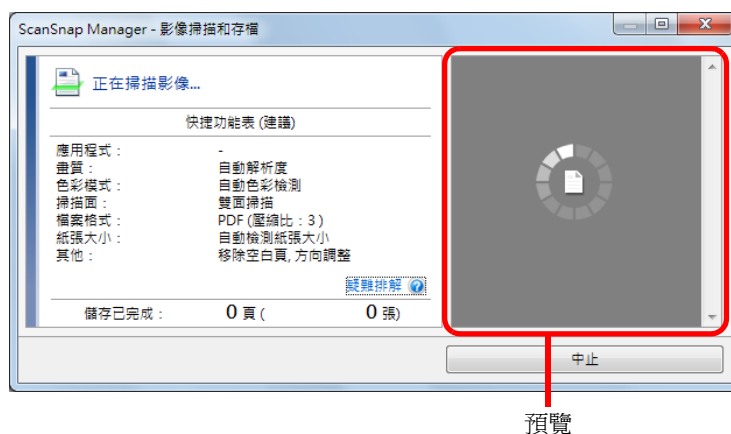 ScanSnap Manager - 影像掃描和存檔
正在掃描影像...
快捷功能表 (建議)
應用程式： -
畫質： 自動解析度
色彩模式： 自動色彩檢測
掃描面： 雙面掃描
檔案格式： PDF (壓縮比：3)
紙張大小： 自動檢測紙張大小
其他： 移除空白頁, 方向調整
疑難排解 ?
儲存已完成： 0 頁 ( 0 張)
中止
預覽